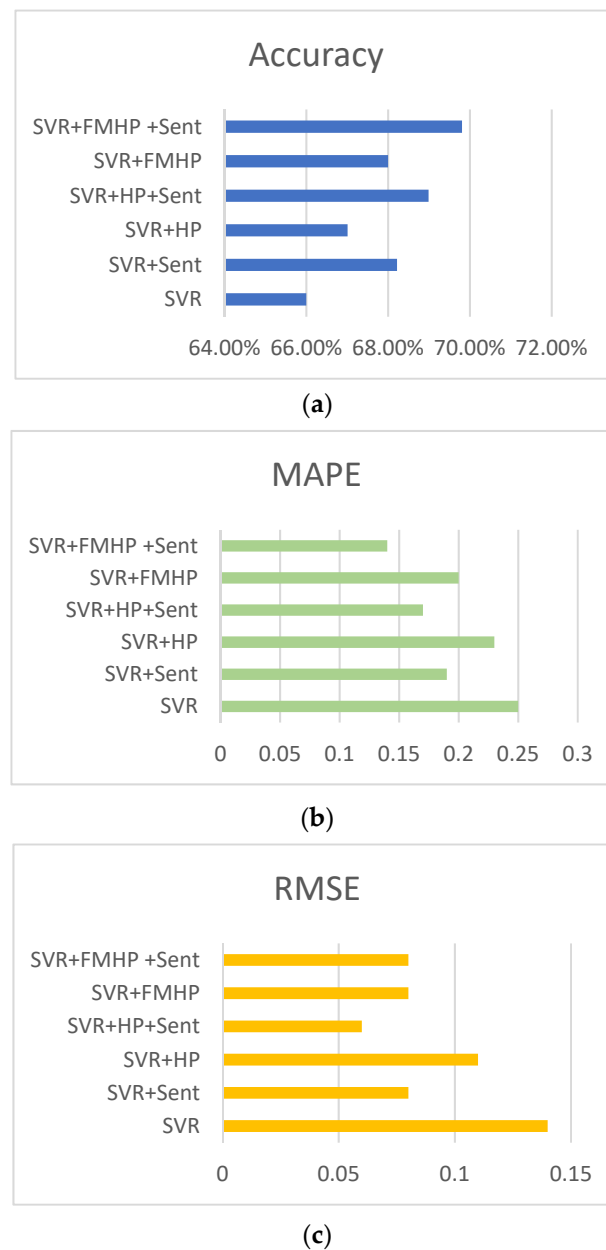 Accuracy
SVR+FMHP +Sent
SVR+FMHP
SVR+HP+Sent
SVR+HP
SVR+Sent
SVR
64.00% 66.00% 68.00% 70.00% 72.00%
(a)
MAPE
SVR+FMHP +Sent
SVR+FMHP
SVR+HP+Sent
SVR+HP
SVR+Sent
SVR
0 0.05 0.1 0.15 0.2 0.25 0.3
(b)
RMSE
SVR+FMHP +Sent
SVR+FMHP
SVR+HP+Sent
SVR+HP
SVR+Sent
SVR
0 0.05 0.1 0.15
(c)